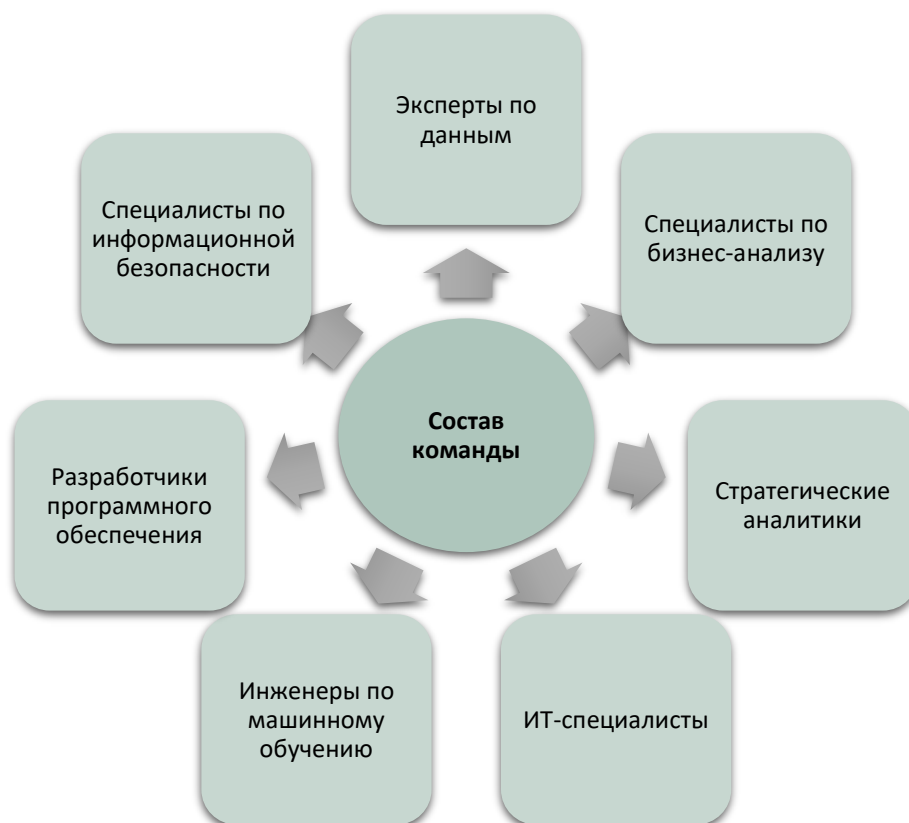 Эксперты по
данным
Специалисты по
бизнес-анализу
Стратегические
аналитики
ИТ-специалисты
Инженеры по
машинному
обучению
Разработчики
программного
обеспечения
Специалисты по
информационной
безопасности
Состав
команды